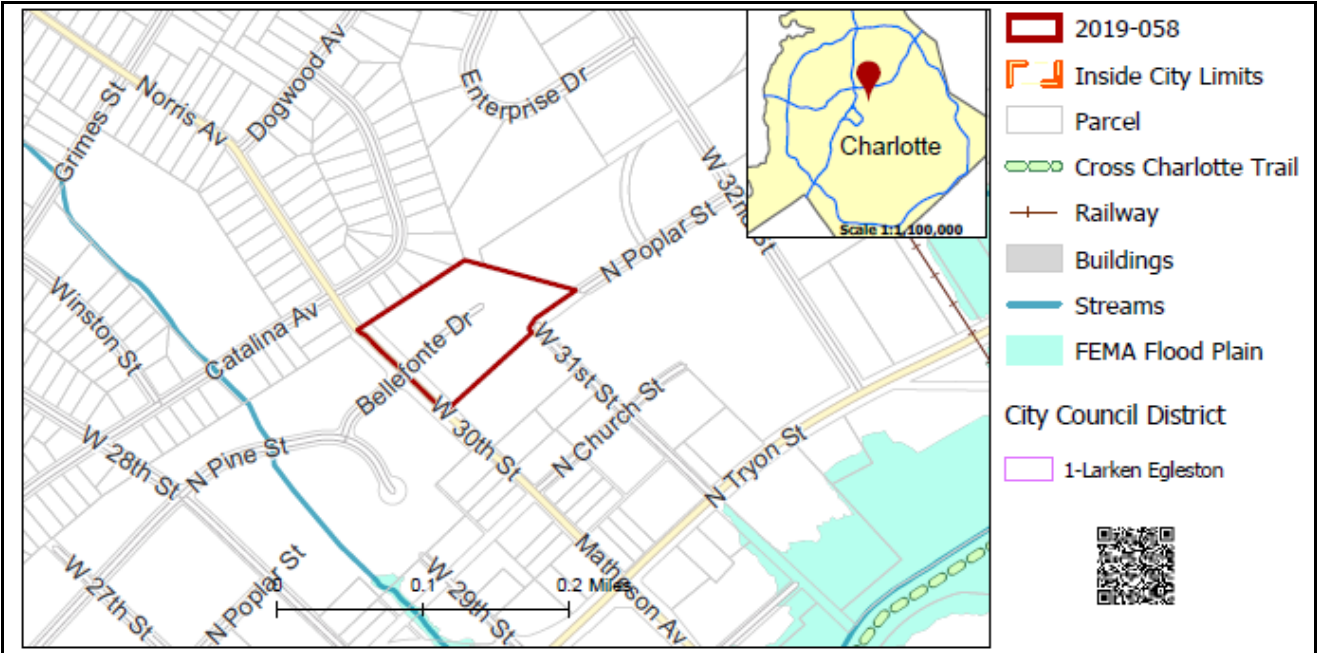 Norris Av
Dogwood Av
Enterprise Dr
Grimes St
W 32nd St
N Poplar St
Charlotte
Scale 1:1,100,000
Winston St
Catalina Av
Bellefonte Dr
W 31st St
N Church St
W 30th St
N Tryon St
W 28th St
N Pine St
Matheson Av
W 27th St
N Poplar St
W 29th St
0 0.1 0.2 Miles
2019-058
Inside City Limits
Parcel
Cross Charlotte Trail
Railway
Buildings
Streams
FEMA Flood Plain
City Council District
1-Larken Egleston